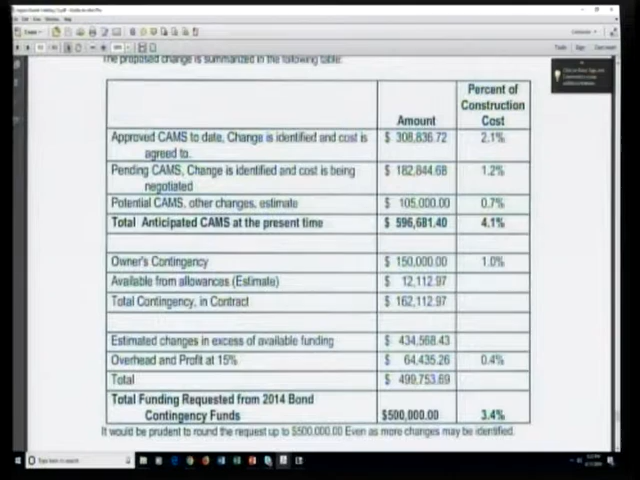 The proposed change is summarized in the following table:
Amount
Percent of
Construction
Cost
Approved CAMS to date, Change is identified and cost is
agreed to.
$ 308,836.72
2.1%
Pending CAMS, Change is identified and cost is being
negotiated
$ 182,844.68
1.2%
Potential CAMS, other changes, estimate
$ 105,000.00
0.7%
Total Anticipated CAMS at the present time
$ 596,681.40
4.1%
Owner's Contingency
$ 150,000.00
1.0%
Available from allowances (Estimate)
$ 12,112.97
Total Contingency, in Contract
$ 162,112.97
Estimated changes in excess of available funding
$ 434,568.43
Overhead and Profit at 15%
$ 64,435.26
0.4%
Total
$ 499,753.69
Total Funding Requested from 2014 Bond
Contingency Funds
$500,000.00
3.4%
It would be prudent to round the request up to $500,000.00 Even as more changes may be identified.
Type here to search